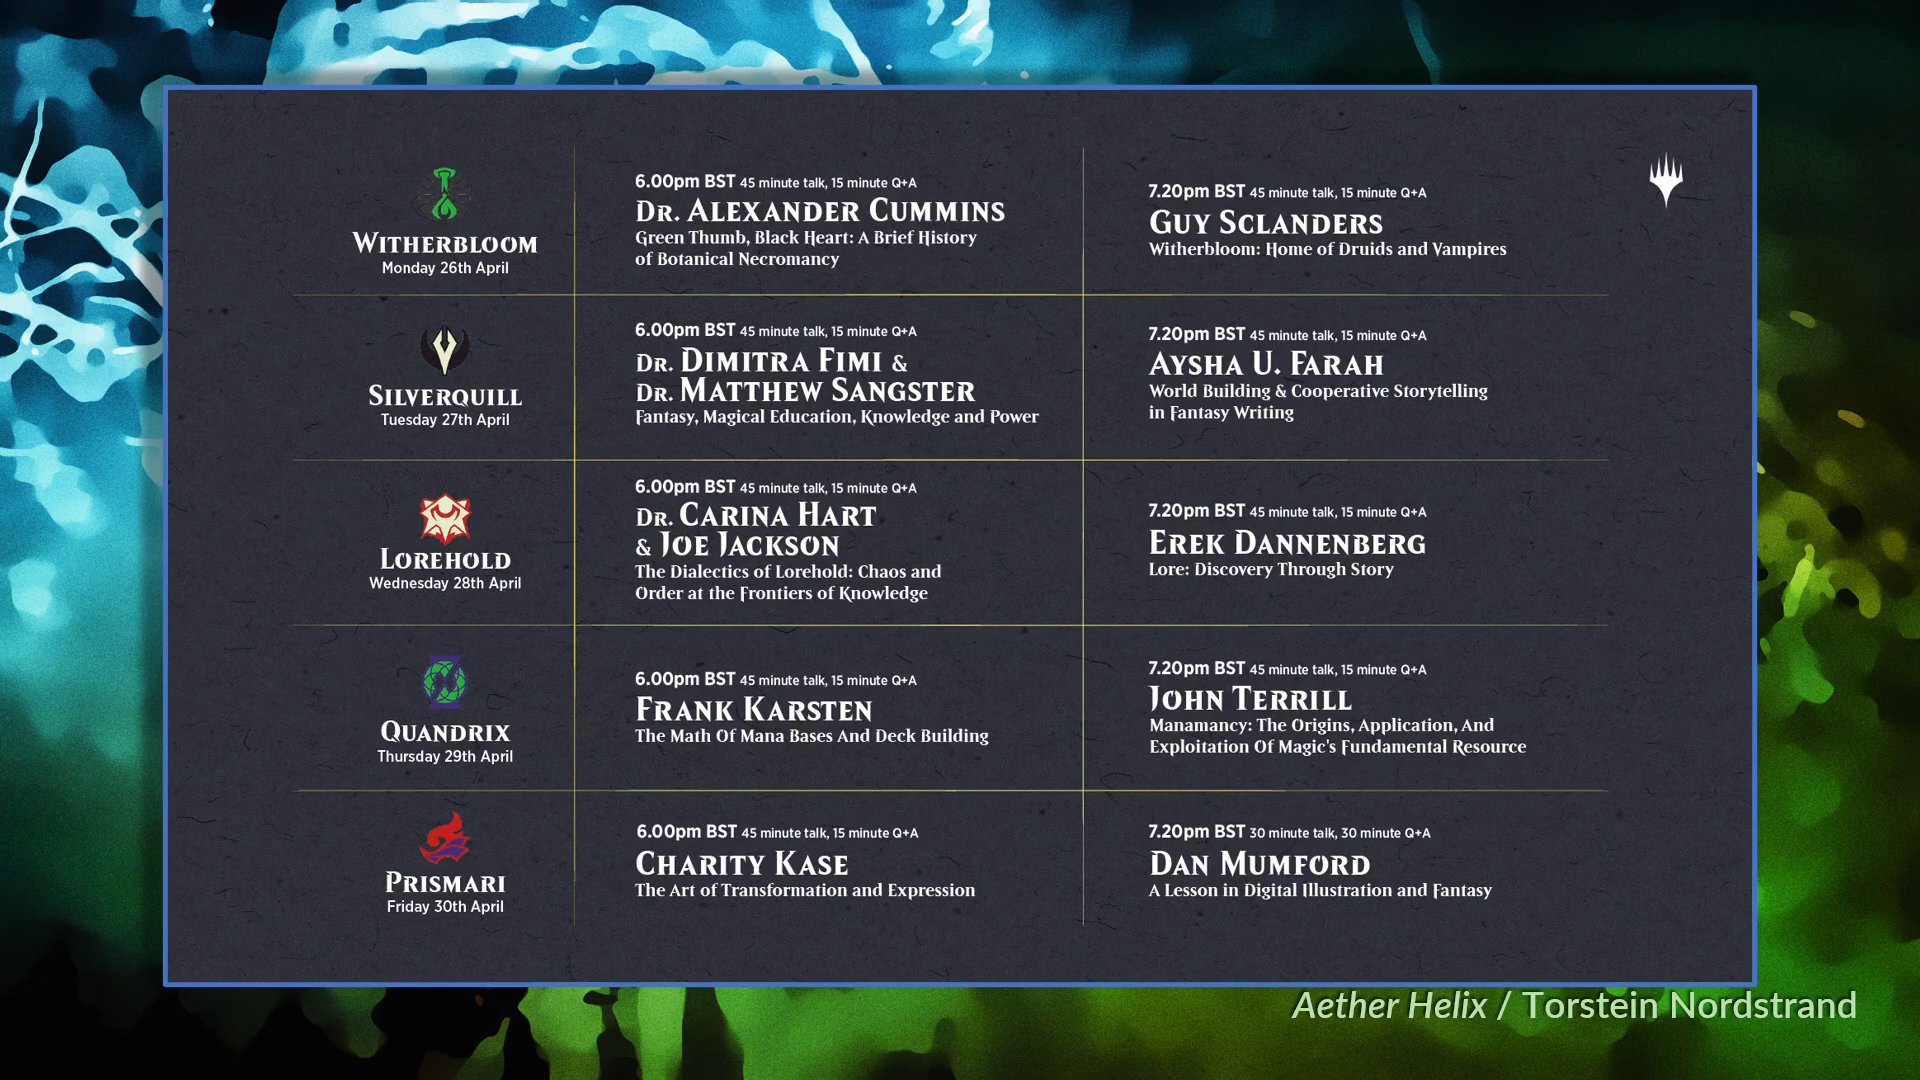 WITHERBLOOM
Monday 26th April
6.00pm BST 45 minute talk, 15 minute Q+A
DR. ALEXANDER CUMMINS
Green Thumb, Black Heart: A Brief History
of Botanical Necromancy
7.20pm BST 45 minute talk, 15 minute Q+A
GUY SCLANDERS
Witherbloom: Home of Druids and Vampires
SILVERQUILL
Tuesday 27th April
6.00pm BST 45 minute talk, 15 minute Q+A
DR. DIMITRA FIMI &
DR. MATTHEW SANGSTER
Fantasy, Magical Education, Knowledge and Power
7.20pm BST 45 minute talk, 15 minute Q+A
AYSHA U. FARAH
World Building & Cooperative Storytelling
in Fantasy Writing
LOREHOLD
Wednesday 28th April
6.00pm BST 45 minute talk, 15 minute Q+A
DR. CARINA HART
& JOE JACKSON
The Dialectics of Lorehold: Chaos and
Order at the Frontiers of Knowledge
7.20pm BST 45 minute talk, 15 minute Q+A
EREK DANNENBERG
Lore: Discovery Through Story
QUANDRIX
Thursday 29th April
6.00pm BST 45 minute talk, 15 minute Q+A
FRANK KARSTEN
The Math Of Mana Bases And Deck Building
7.20pm BST 45 minute talk, 15 minute Q+A
JOHN TERRILL
Manamancy: The Origins, Application, And
Exploitation Of Magic's Fundamental Resource
PRISMARI
Friday 30th April
6.00pm BST 45 minute talk, 15 minute Q+A
CHARITY KASE
The Art of Transformation and Expression
7.20pm BST 30 minute talk, 30 minute Q+A
DAN MUMFORD
A Lesson in Digital Illustration and Fantasy
Aether Helix / Torstein Nordstrand